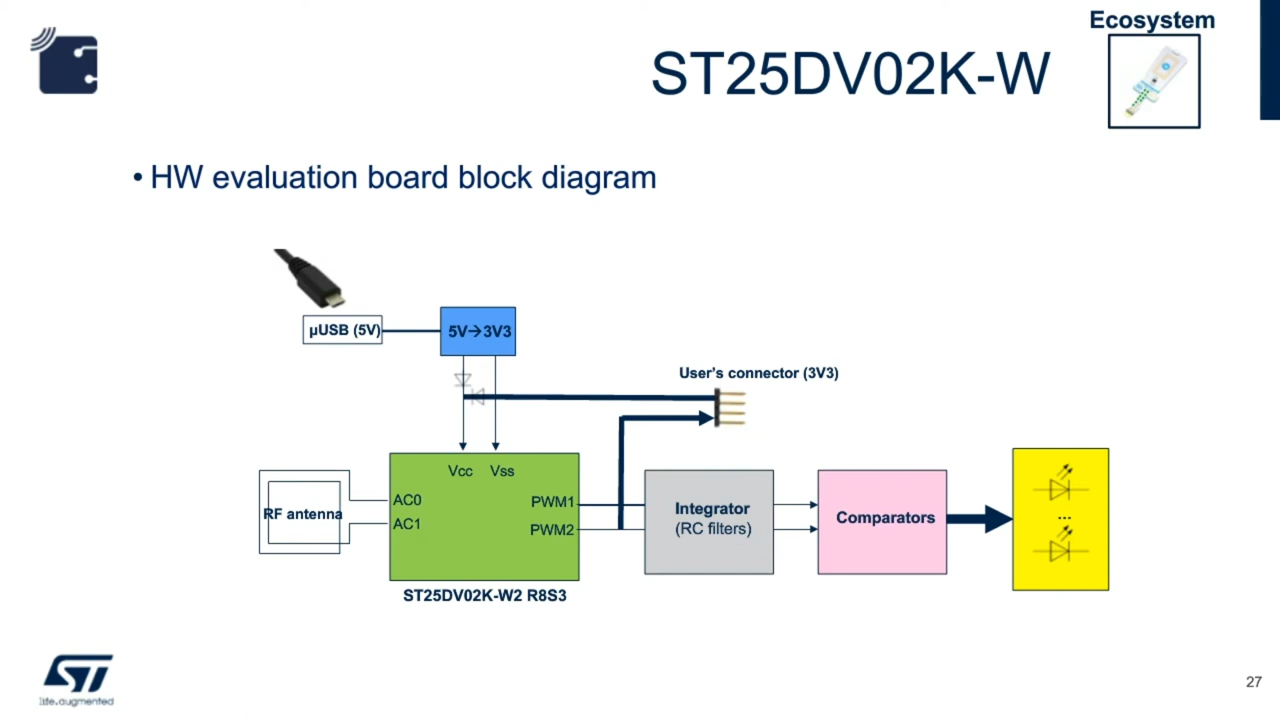 Ecosystem
ST25DV02K-W
• HW evaluation board block diagram
µUSB (5V)
5V→3V3
User's connector (3V3)
Vcc Vss
AC0
AC1
RF antenna
PWM1
PWM2
Integrator
(RC filters)
Comparators
...
ST25DV02K-W2 R8S3
ST
life.augmented
27